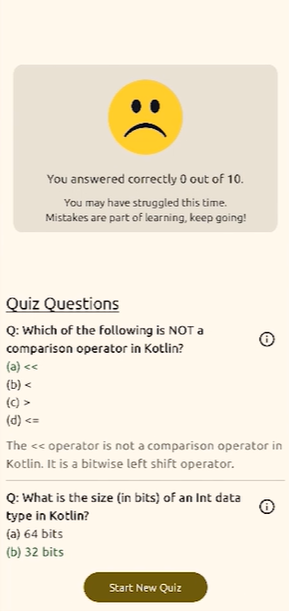 You answered correctly 0 out of 10.
You may have struggled this time.
Mistakes are part of learning, keep going!
Quiz Questions
Q: Which of the following is NOT a
comparison operator in Kotlin?
(a) <<
(b) <
(c) >
(d) <=
The << operator is not a comparison operator in
Kotlin. It is a bitwise left shift operator.
Q: What is the size (in bits) of an Int data
type in Kotlin?
(a) 64 bits
(b) 32 bits
Start New Quiz